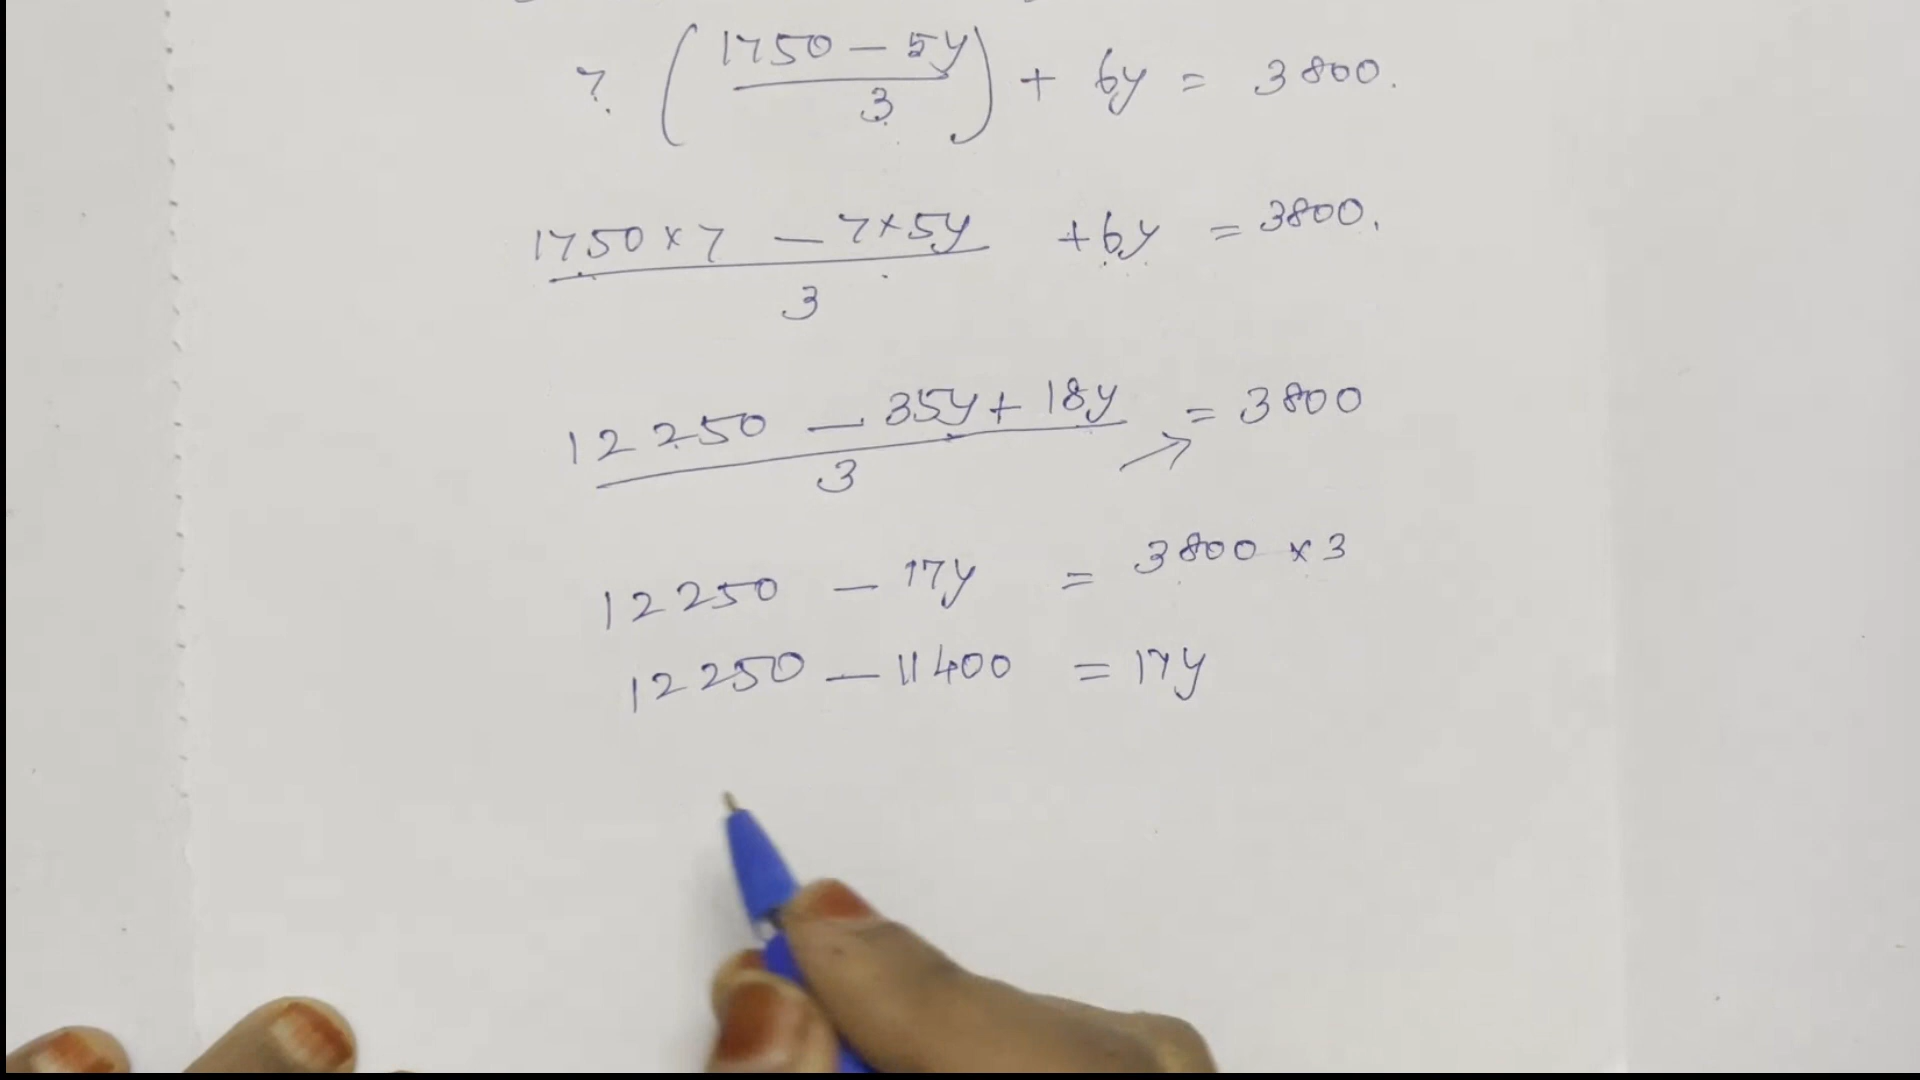 7 ( 1750 - 5y / 3 ) + 6y = 3800.
1750 × 7 - 7 × 5y / 3 + 6y = 3800.
12250 - 35y + 18y / 3 = 3800
12250 - 17y = 3800 × 3
12250 - 11400 = 17y